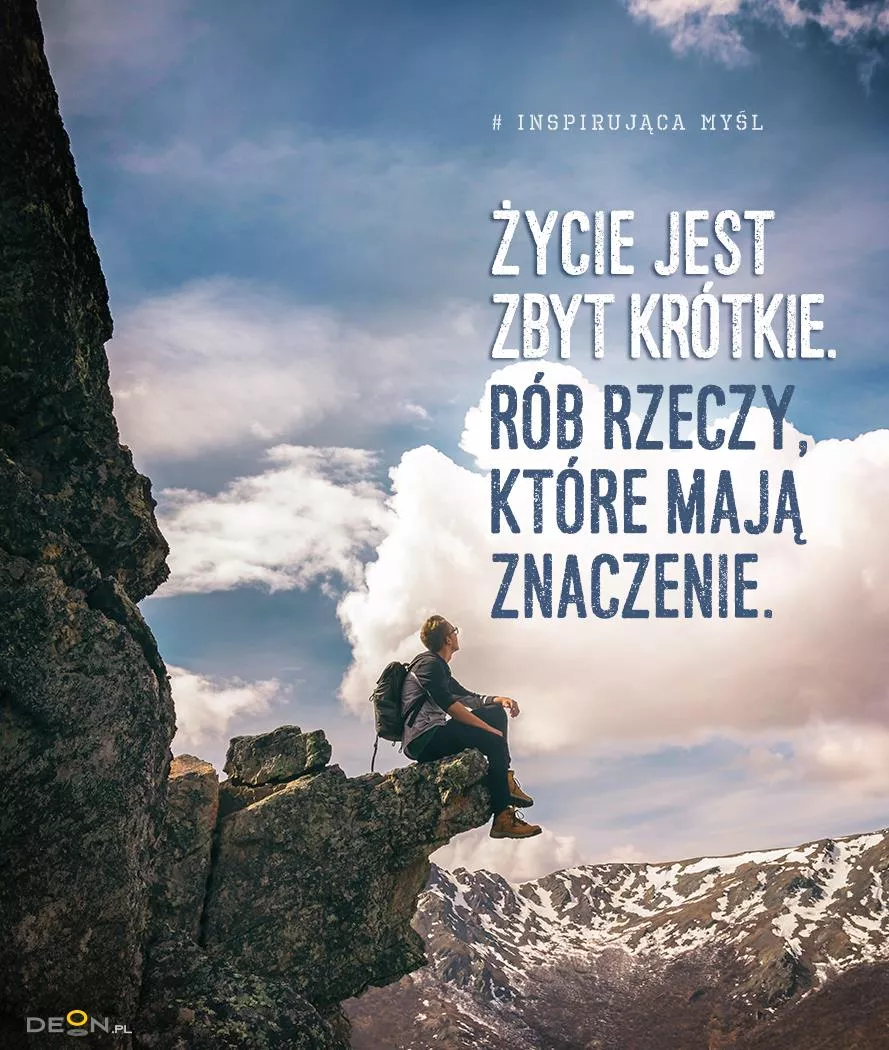 # INSPIRUJĄCA MYŚL
ŻYCIE JEST
ZBYT KRÓTKIE.
RÓB RZECZY,
KTÓRE MAJĄ
ZNACZENIE.
DEON.PL